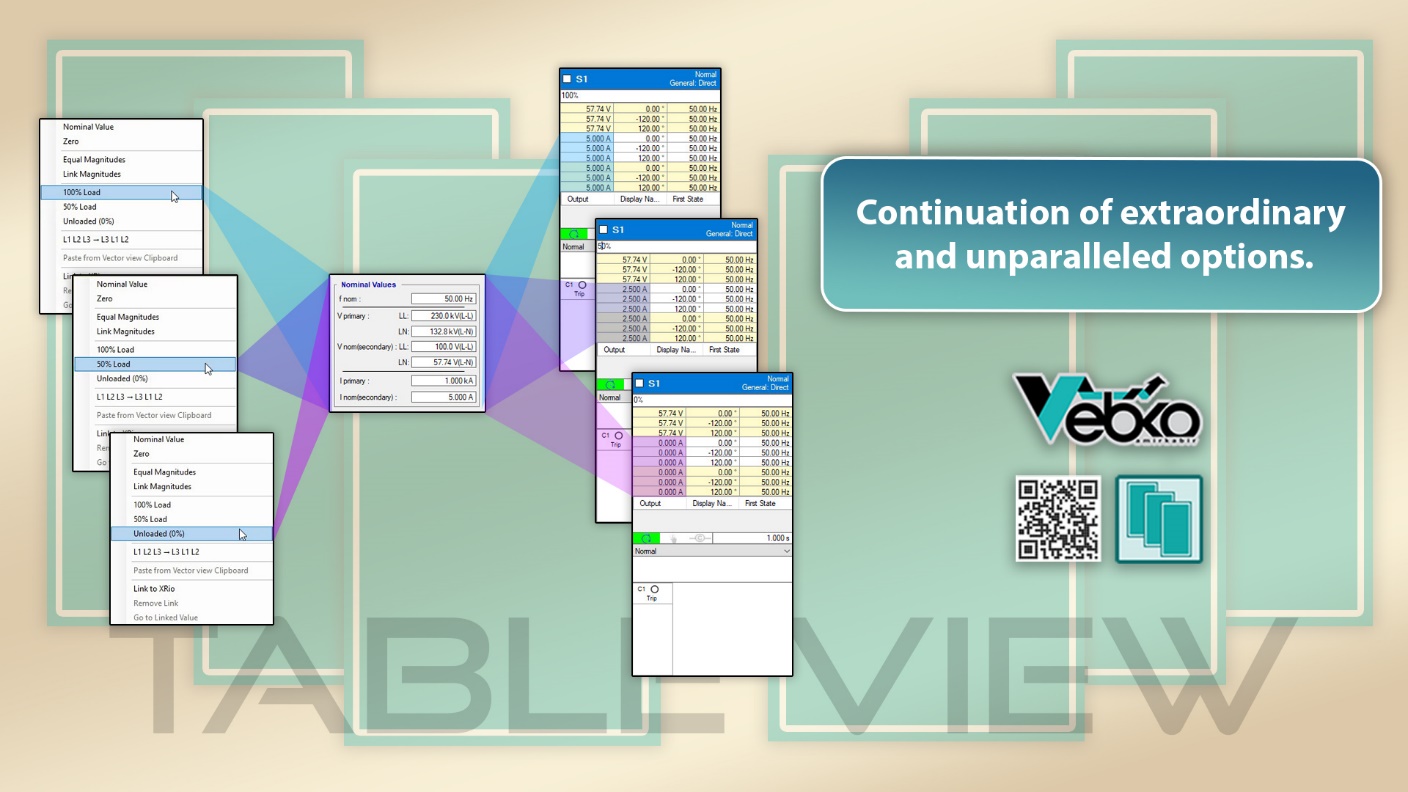 Nominal Value
Zero
Equal Magnitudes
Link Magnitudes
100% Load
50% Load
Unloaded (0%)
L1 L2 L3 → L3 L1 L2
Paste from Vector view Clipboard
Nominal Value
Zero
Equal Magnitudes
Link Magnitudes
100% Load
50% Load
Unloaded (0%)
L1 L2 L3 → L3 L1 L2
Paste from Vector view Clipboard
Nominal Value
Zero
Equal Magnitudes
Link Magnitudes
100% Load
50% Load
Unloaded (0%)
L1 L2 L3 → L3 L1 L2
Paste from Vector view Clipboard
Link to XRio
Remove Link
Go to Linked Value
Nominal Values
f nom : 50.00 Hz
V primary : LL: 230.0 kV(L-L)
LN: 132.8 kV(L-N)
V nom(secondary) : LL: 100.0 V(L-L)
LN: 57.74 V(L-N)
I primary : 1.000 kA
I nom(secondary) : 5.000 A
S1 Normal
General: Direct
100%
57.74 V 0.00 ° 50.00 Hz
57.74 V -120.00 ° 50.00 Hz
57.74 V 120.00 ° 50.00 Hz
5.000 A 0.00 ° 50.00 Hz
5.000 A -120.00 ° 50.00 Hz
5.000 A 120.00 ° 50.00 Hz
5.000 A 0.00 ° 50.00 Hz
5.000 A -120.00 ° 50.00 Hz
5.000 A 120.00 ° 50.00 Hz
Output Display Na... First State
Normal
C1
Trip
S1 Normal
General: Direct
50%
57.74 V 0.00 ° 50.00 Hz
57.74 V -120.00 ° 50.00 Hz
57.74 V 120.00 ° 50.00 Hz
2.500 A 0.00 ° 50.00 Hz
2.500 A -120.00 ° 50.00 Hz
2.500 A 120.00 ° 50.00 Hz
2.500 A 0.00 ° 50.00 Hz
2.500 A -120.00 ° 50.00 Hz
2.500 A 120.00 ° 50.00 Hz
Output Display Na... First State
Normal
C1
Trip
S1 Normal
General: Direct
0%
57.74 V 0.00 ° 50.00 Hz
57.74 V -120.00 ° 50.00 Hz
57.74 V 120.00 ° 50.00 Hz
0.000 A 0.00 ° 50.00 Hz
0.000 A -120.00 ° 50.00 Hz
0.000 A 120.00 ° 50.00 Hz
0.000 A 0.00 ° 50.00 Hz
0.000 A -120.00 ° 50.00 Hz
0.000 A 120.00 ° 50.00 Hz
Output Display Na... First State
1.000 s
Normal
C1
Trip
Continuation of extraordinary
and unparalleled options.
Vebko
amirkabir
TABLE VIEW